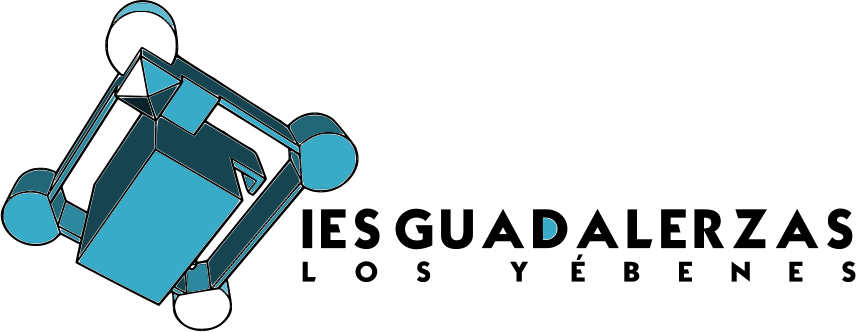 IES GUADALERZAS
LOS YÉBENES